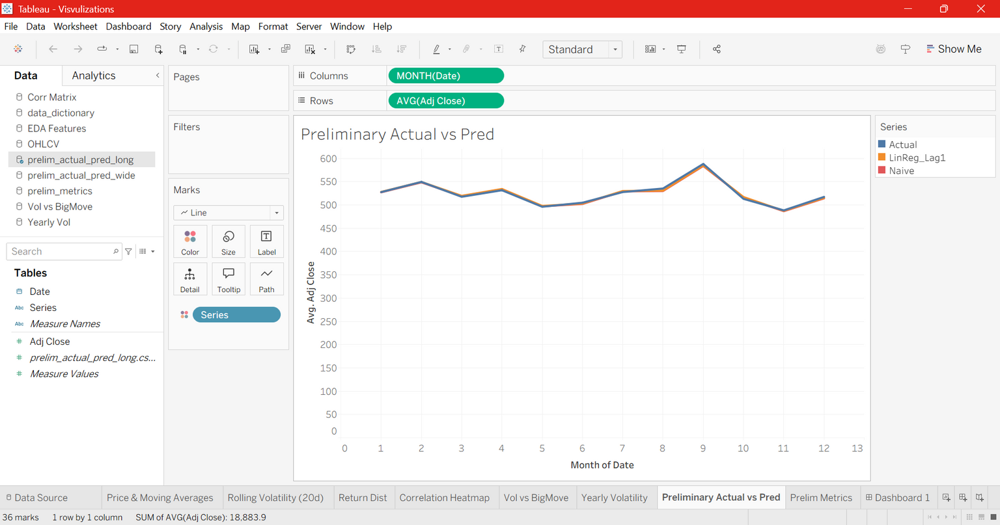 Tableau - Visvulizations
File Data Worksheet Dashboard Story Analysis Map Format Server Window Help
Standard
Show Me
Data
Analytics
Corr Matrix
data_dictionary
EDA Features
OHLCV
prelim_actual_pred_long
prelim_actual_pred_wide
prelim_metrics
Vol vs BigMove
Yearly Vol
Search
Tables
Date
Abc Series
Abc Measure Names
# Adj Close
# prelim_actual_pred_long.cs...
# Measure Values
Pages
Filters
Marks
Line
Color Size Label
Detail Tooltip Path
Series
Columns MONTH(Date)
Rows AVG(Adj Close)
Preliminary Actual vs Pred
600
550
500
450
400
350
300
250
200
150
100
50
0
Avg. Adj Close
0 1 2 3 4 5 6 7 8 9 10 11 12 13
Month of Date
Series
Actual
LinReg_Lag1
Naive
Data Source Price & Moving Averages Rolling Volatility (20d) Return Dist Correlation Heatmap Vol vs BigMove Yearly Volatility Preliminary Actual vs Pred Prelim Metrics Dashboard 1
36 marks 1 row by 1 column SUM of AVG(Adj Close): 18,883.9